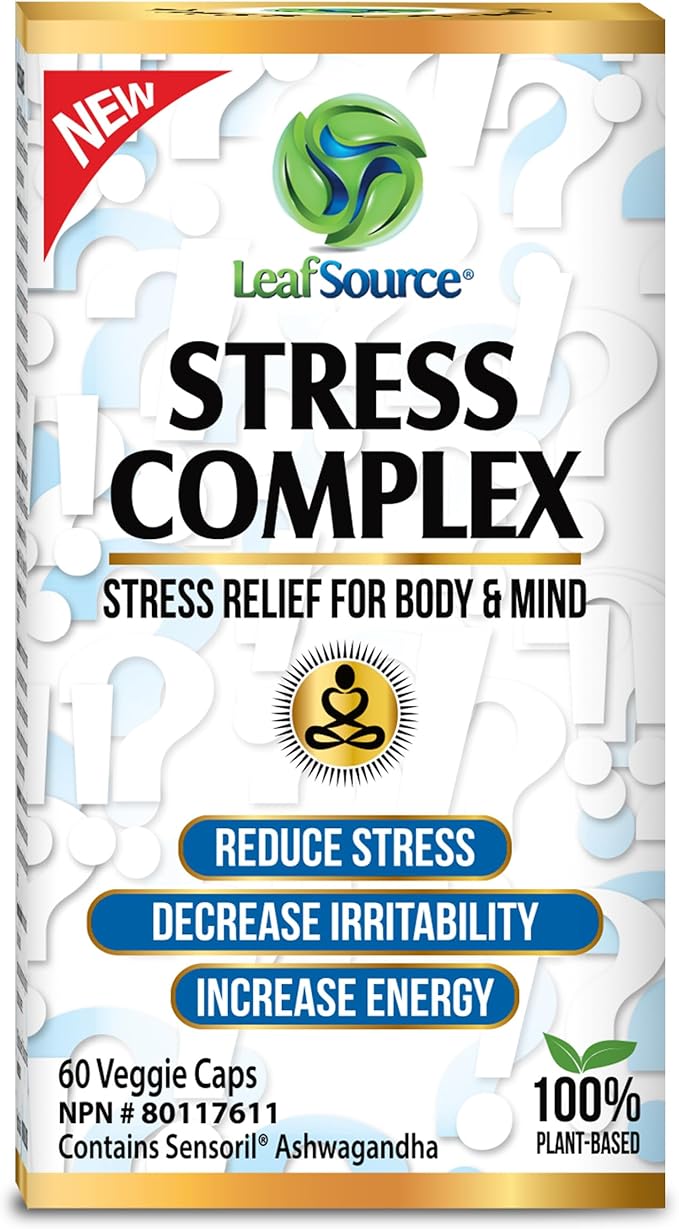 NEW
LeafSource®
STRESS
COMPLEX
STRESS RELIEF FOR BODY & MIND
REDUCE STRESS
DECREASE IRRITABILITY
INCREASE ENERGY
60 Veggie Caps
NPN # 80117611
Contains Sensoril® Ashwagandha
100%
PLANT-BASED